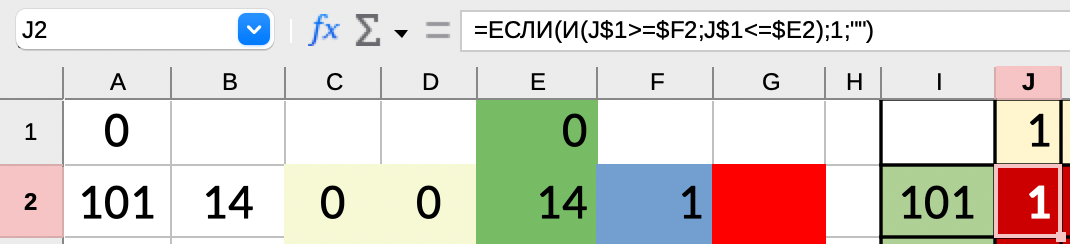 J2 fx Σ = =ЕСЛИ(И(J$1>=$F2;J$1<=$E2);1;"")
A B C D E F G H I J
1 0 0 1
2 101 14 0 0 14 1 101 1